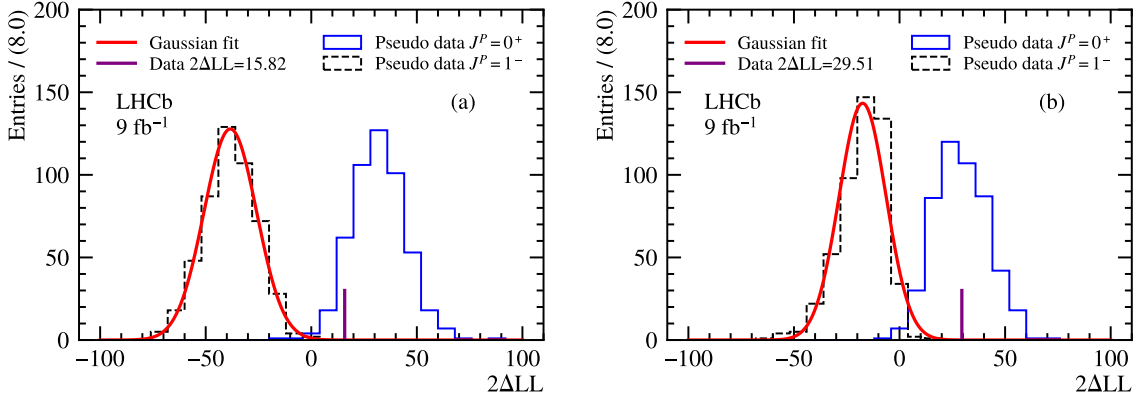 Entries / (8.0)
200
150
100
50
0
Gaussian fit
Data 2ΔLL=15.82
Pseudo data J^P = 0⁺
Pseudo data J^P = 1⁻
LHCb
9 fb⁻¹
(a)
−100 −50 0 50 100
2ΔLL
Entries / (8.0)
200
150
100
50
0
Gaussian fit
Data 2ΔLL=29.51
Pseudo data J^P = 0⁺
Pseudo data J^P = 1⁻
LHCb
9 fb⁻¹
(b)
−100 −50 0 50 100
2ΔLL